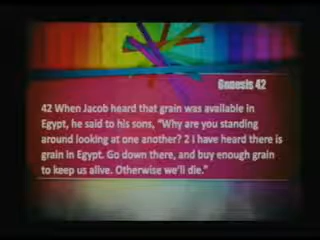 Genesis 42
42 When Jacob heard that grain was available in
Egypt, he said to his sons, "Why are you standing
around looking at one another? 2 I have heard there is
grain in Egypt. Go down there, and buy enough grain
to keep us alive. Otherwise we'll die."